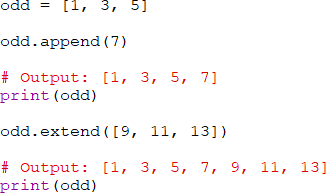 odd = [1, 3, 5]
odd.append(7)
# Output: [1, 3, 5, 7]
print(odd)
odd.extend([9, 11, 13])
# Output: [1, 3, 5, 7, 9, 11, 13]
print(odd)